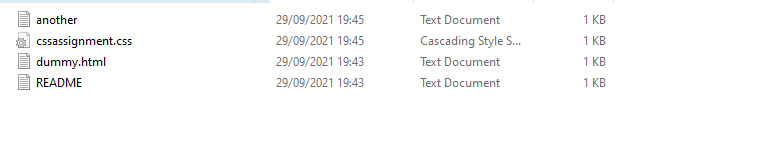 another 29/09/2021 19:45 Text Document 1 KB
cssassignment.css 29/09/2021 19:45 Cascading Style S... 1 KB
dummy.html 29/09/2021 19:43 Text Document 1 KB
README 29/09/2021 19:43 Text Document 1 KB